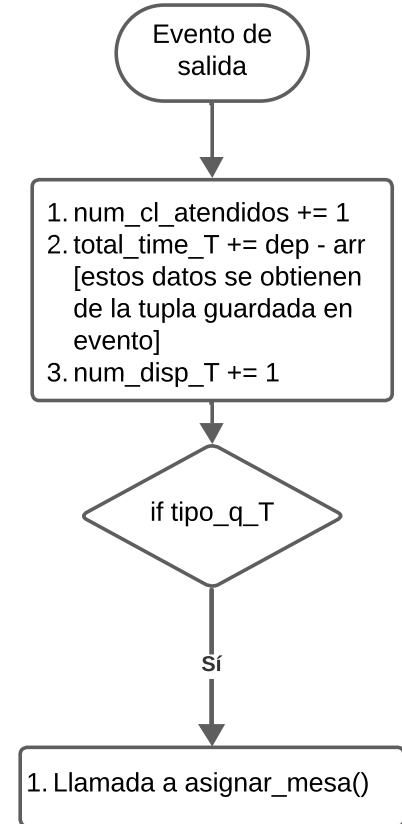 Evento de
salida
1. num_cl_atendidos += 1
2. total_time_T += dep - arr
[estos datos se obtienen
de la tupla guardada en
evento]
3. num_disp_T += 1
if tipo_q_T
Sí
1. Llamada a asignar_mesa()